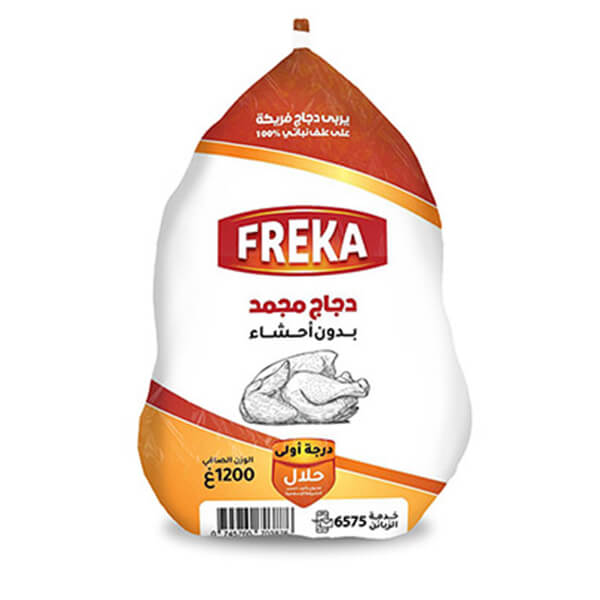 يربى دجاج فريكة
على علف نباتي 100%
FREKA
دجاج مجمد
بدون أحشاء
درجة أولى
حلال
الوزن الصافي
1200غ
خدمة
الزبائن
6575